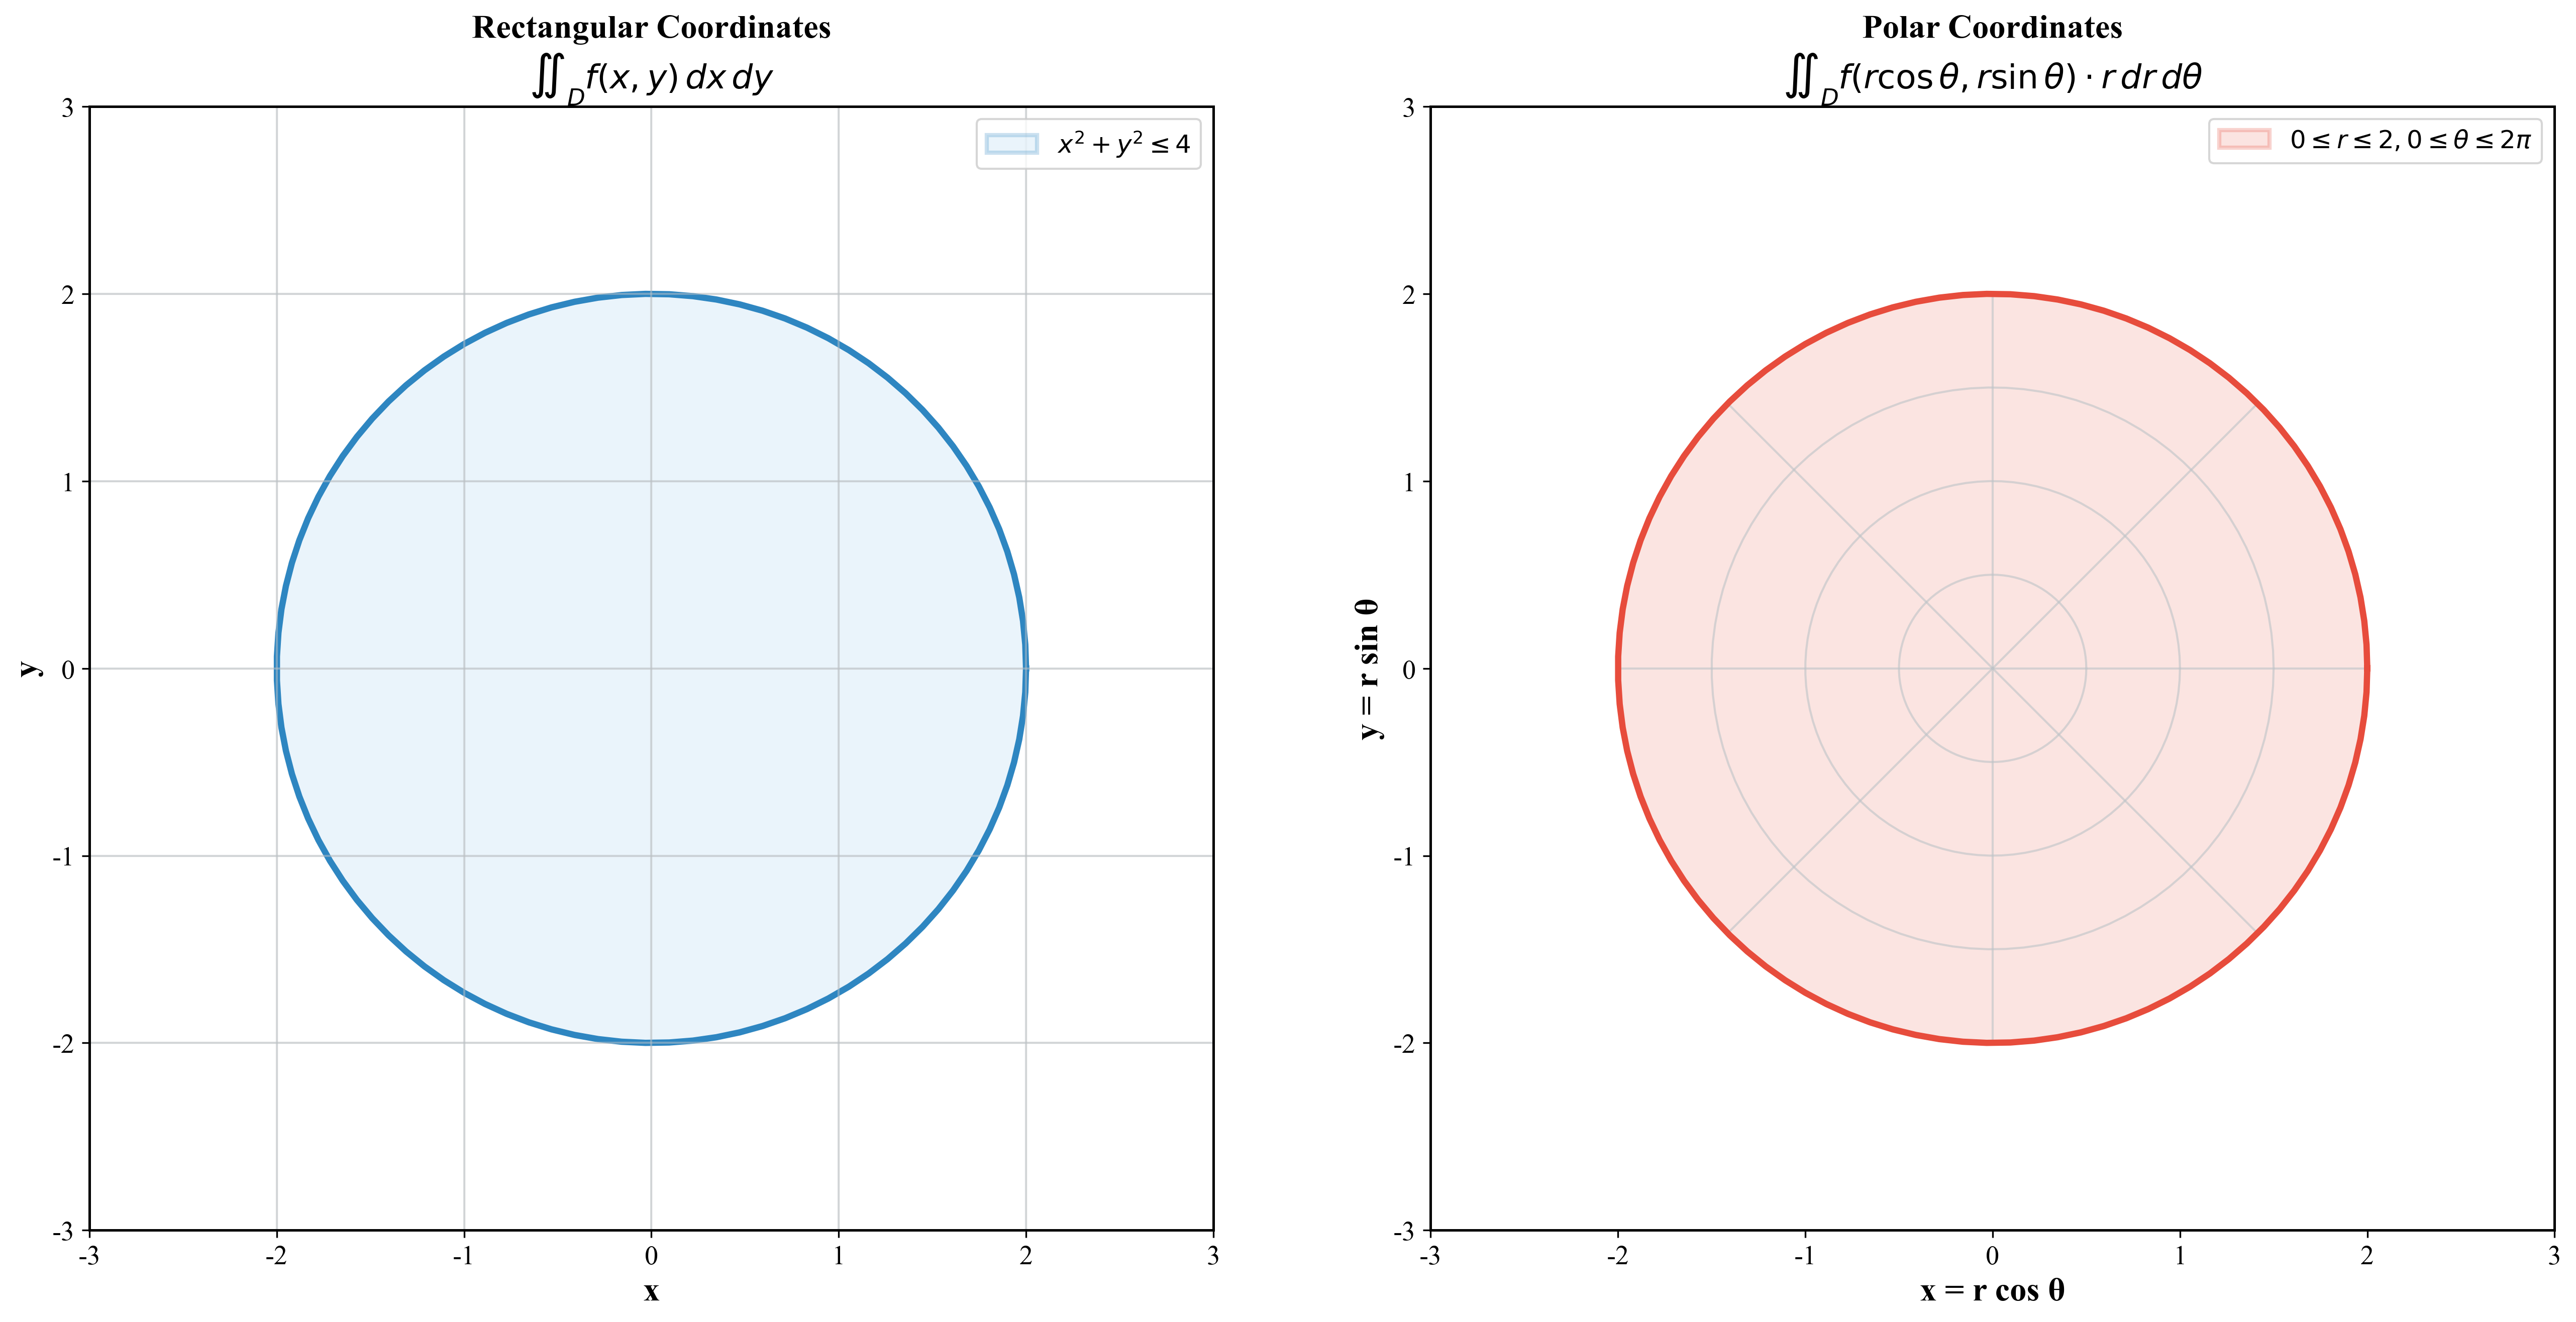 Rectangular Coordinates
∬_D f(x, y) dx dy
x² + y² ≤ 4
3
2
1
0
-1
-2
-3
y
-3 -2 -1 0 1 2 3
x
Polar Coordinates
∬_D f(r cos θ, r sin θ) · r dr dθ
0 ≤ r ≤ 2, 0 ≤ θ ≤ 2π
3
2
1
0
-1
-2
-3
y = r sin θ
-3 -2 -1 0 1 2 3
x = r cos θ